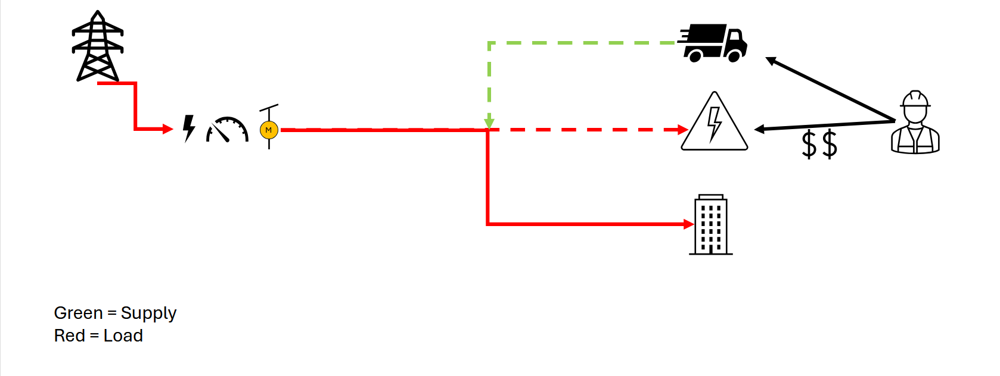 M
$ $
Green = Supply
Red = Load